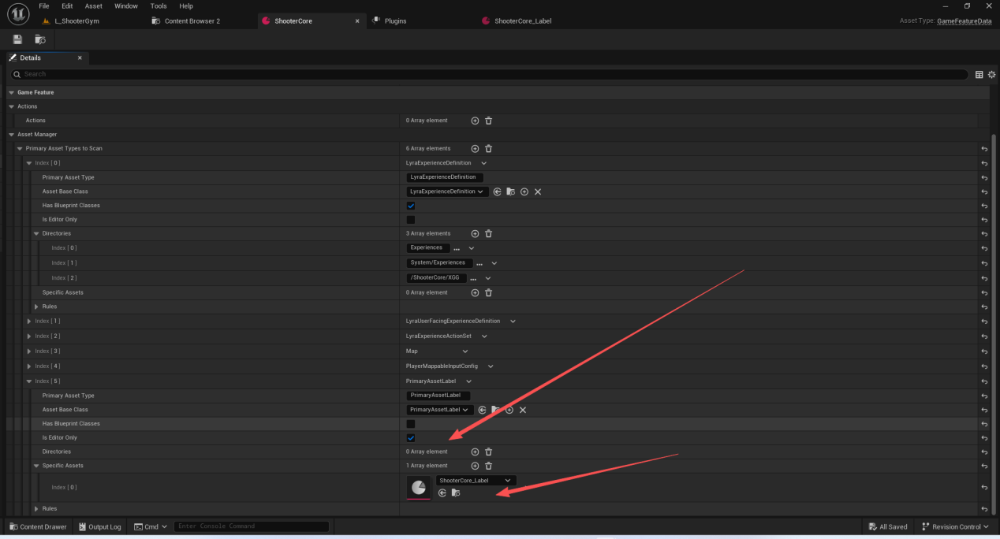 File Edit Asset Window Tools Help
L_ShooterGym Content Browser 2 ShooterCore Plugins ShooterCore_Label Asset Type: GameFeatureData
Details
Search
Game Feature
Actions
Actions 0 Array element
Asset Manager
Primary Asset Types to Scan 6 Array elements
Index [ 0 ] LyraExperienceDefinition
Primary Asset Type LyraExperienceDefinition
Asset Base Class LyraExperienceDefinition
Has Blueprint Classes
Is Editor Only
Directories 3 Array elements
Index [ 0 ] Experiences ...
Index [ 1 ] System/Experiences ...
Index [ 2 ] /ShooterCore/XGG ...
Specific Assets 0 Array element
Rules
Index [ 1 ] LyraUserFacingExperienceDefinition
Index [ 2 ] LyraExperienceActionSet
Index [ 3 ] Map
Index [ 4 ] PlayerMappableInputConfig
Index [ 5 ] PrimaryAssetLabel
Primary Asset Type PrimaryAssetLabel
Asset Base Class PrimaryAssetLabel
Has Blueprint Classes
Is Editor Only
Directories 0 Array element
Specific Assets 1 Array element
Index [ 0 ] ShooterCore_Label
Rules
Content Drawer Output Log Cmd Enter Console Command All Saved Revision Control